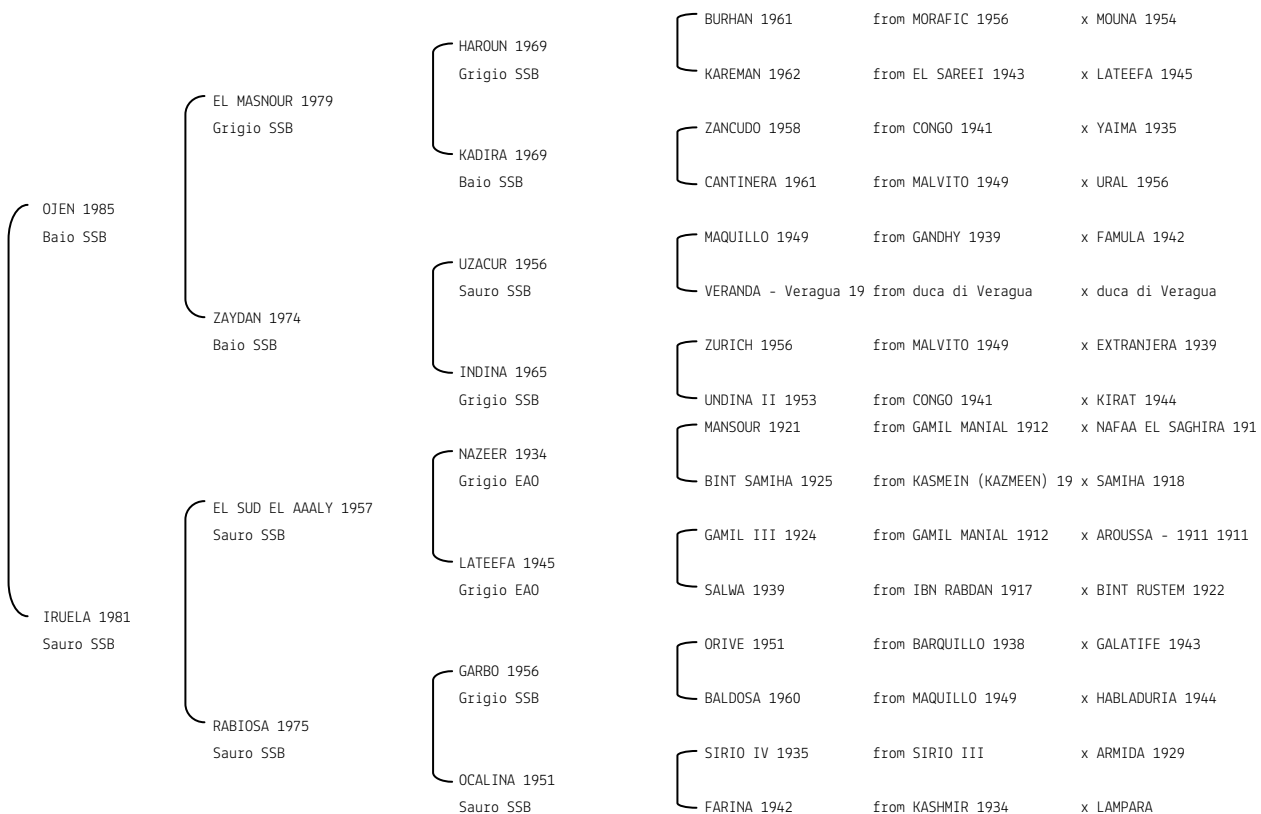 BURHAN 1961 from MORAFIC 1956 x MOUNA 1954
HAROUN 1969
Grigio SSB
KAREMAN 1962 from EL SAREEI 1943 x LATEEFA 1945
EL MASNOUR 1979
Grigio SSB
ZANCUDO 1958 from CONGO 1941 x YAIMA 1935
KADIRA 1969
Baio SSB
CANTINERA 1961 from MALVITO 1949 x URAL 1956
OJEN 1985
Baio SSB
MAQUILLO 1949 from GANDHY 1939 x FAMULA 1942
UZACUR 1956
Sauro SSB
VERANDA - Veragua 19 from duca di Veragua x duca di Veragua
ZAYDAN 1974
Baio SSB
ZURICH 1956 from MALVITO 1949 x EXTRANJERA 1939
INDINA 1965
Grigio SSB
UNDINA II 1953 from CONGO 1941 x KIRAT 1944
MANSOUR 1921 from GAMIL MANIAL 1912 x NAFAA EL SAGHIRA 191
NAZEER 1934
Grigio EAO
BINT SAMIHA 1925 from KASMEIN (KAZMEEN) 19 x SAMIHA 1918
EL SUD EL AAALY 1957
Sauro SSB
GAMIL III 1924 from GAMIL MANIAL 1912 x AROUSSA - 1911 1911
LATEEFA 1945
Grigio EAO
SALWA 1939 from IBN RABDAN 1917 x BINT RUSTEM 1922
IRUELA 1981
Sauro SSB
ORIVE 1951 from BARQUILLO 1938 x GALATIFE 1943
GARBO 1956
Grigio SSB
BALDOSA 1960 from MAQUILLO 1949 x HABLADURIA 1944
RABIOSA 1975
Sauro SSB
SIRIO IV 1935 from SIRIO III x ARMIDA 1929
OCALINA 1951
Sauro SSB
FARINA 1942 from KASHMIR 1934 x LAMPARA